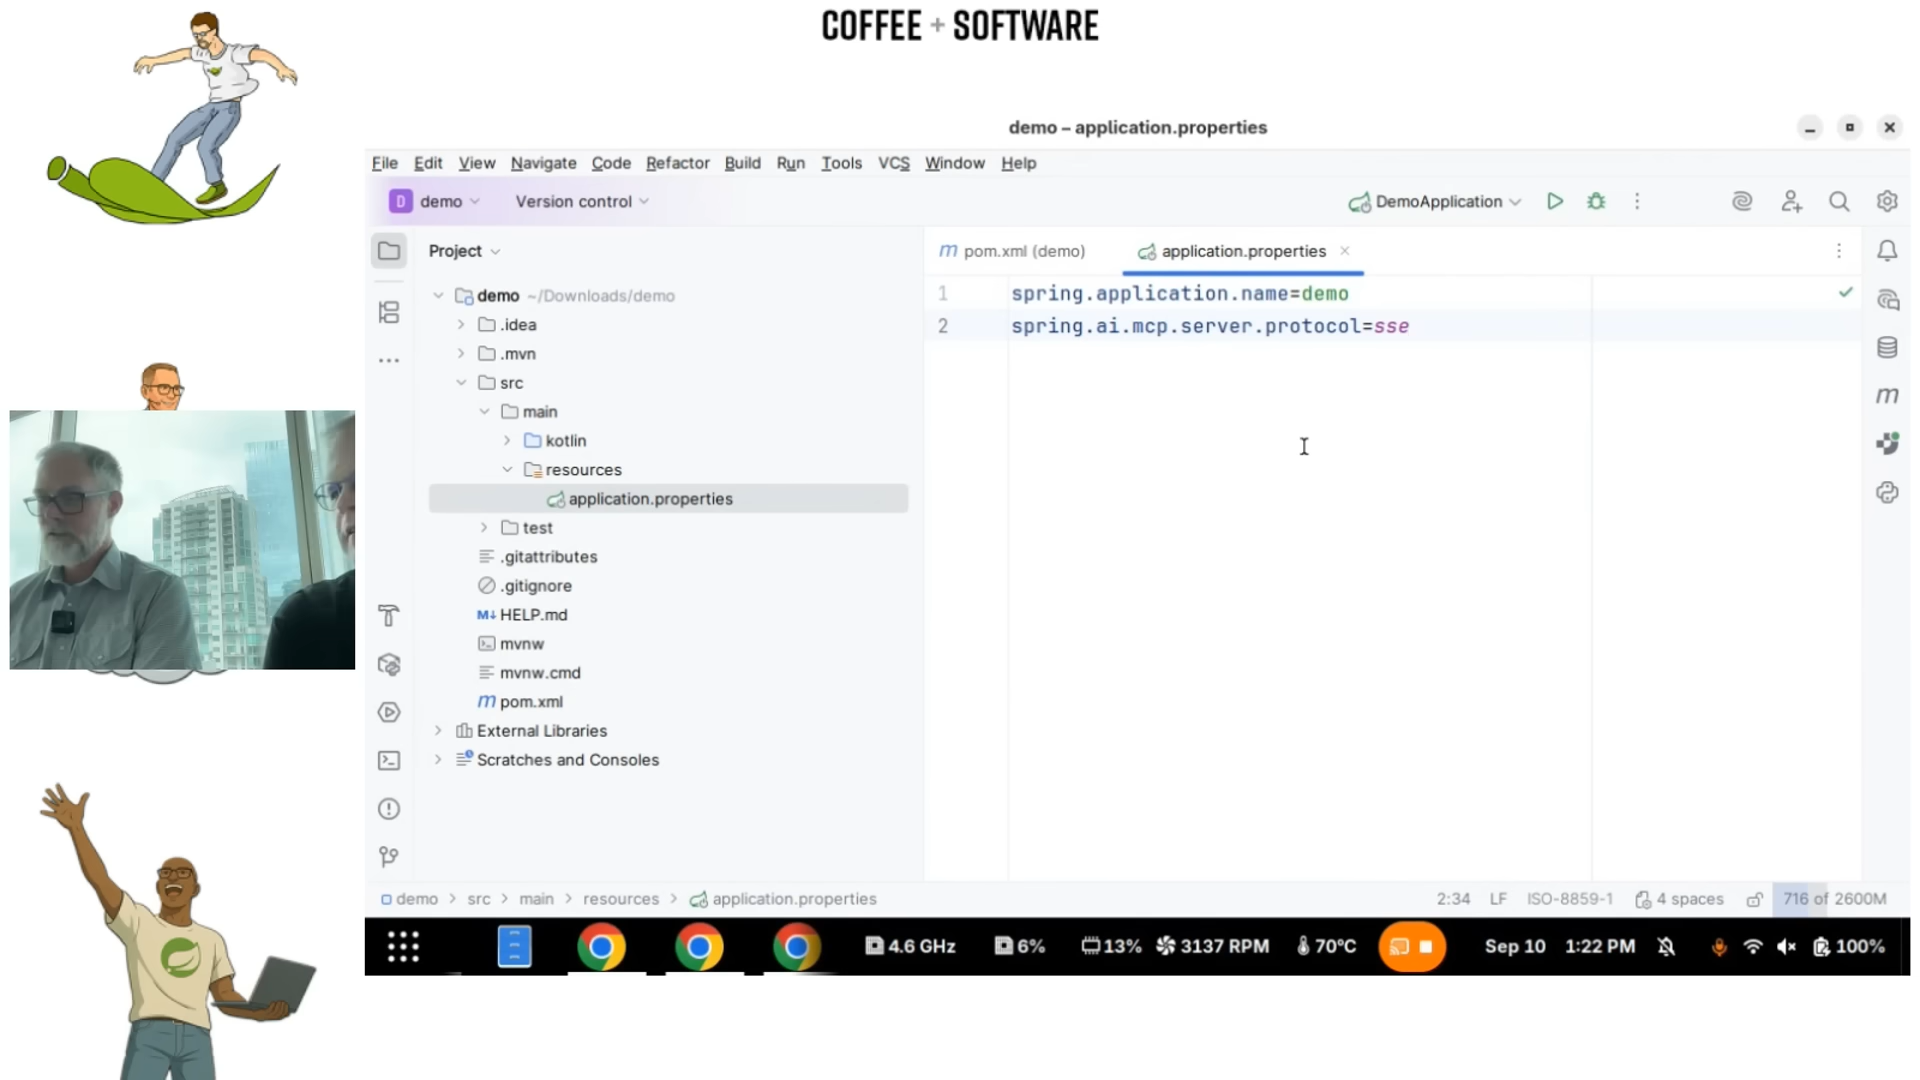 COFFEE + SOFTWARE
demo – application.properties
File Edit View Navigate Code Refactor Build Run Tools VCS Window Help
D demo Version control DemoApplication
Project
m pom.xml (demo) application.properties
demo ~/Downloads/demo
.idea
.mvn
src
main
kotlin
resources
application.properties
test
.gitattributes
.gitignore
M↓ HELP.md
mvnw
mvnw.cmd
m pom.xml
External Libraries
Scratches and Consoles
1 spring.application.name=demo
2 spring.ai.mcp.server.protocol=sse
m
demo > src > main > resources > application.properties 2:34 LF ISO-8859-1 4 spaces 716 of 2600M
4.6 GHz 6% 13% 3137 RPM 70°C Sep 10 1:22 PM 100%